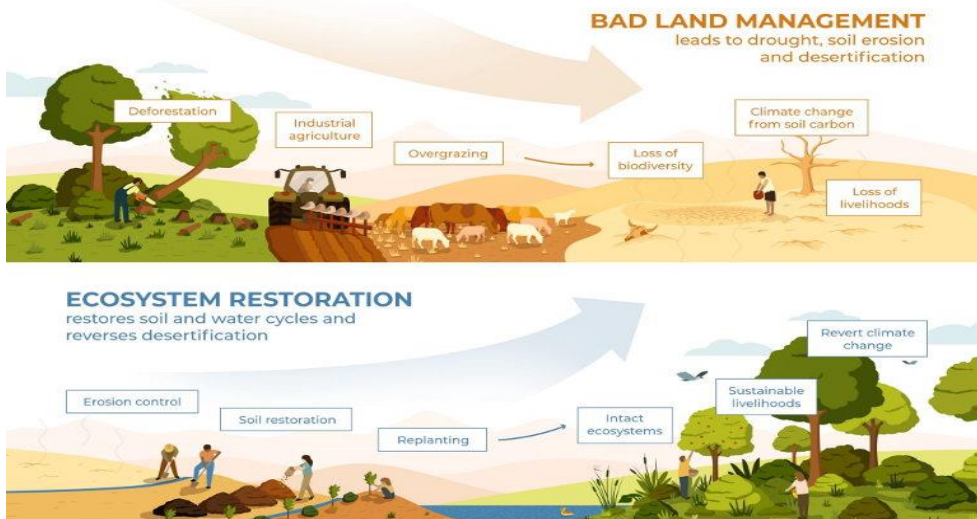 BAD LAND MANAGEMENT
leads to drought, soil erosion
and desertification
Deforestation
Industrial
agriculture
Overgrazing
Loss of
biodiversity
Climate change
from soil carbon
Loss of
livelihoods
ECOSYSTEM RESTORATION
restores soil and water cycles and
reverses desertification
Erosion control
Soil restoration
Replanting
Intact
ecosystems
Sustainable
livelihoods
Revert climate
change